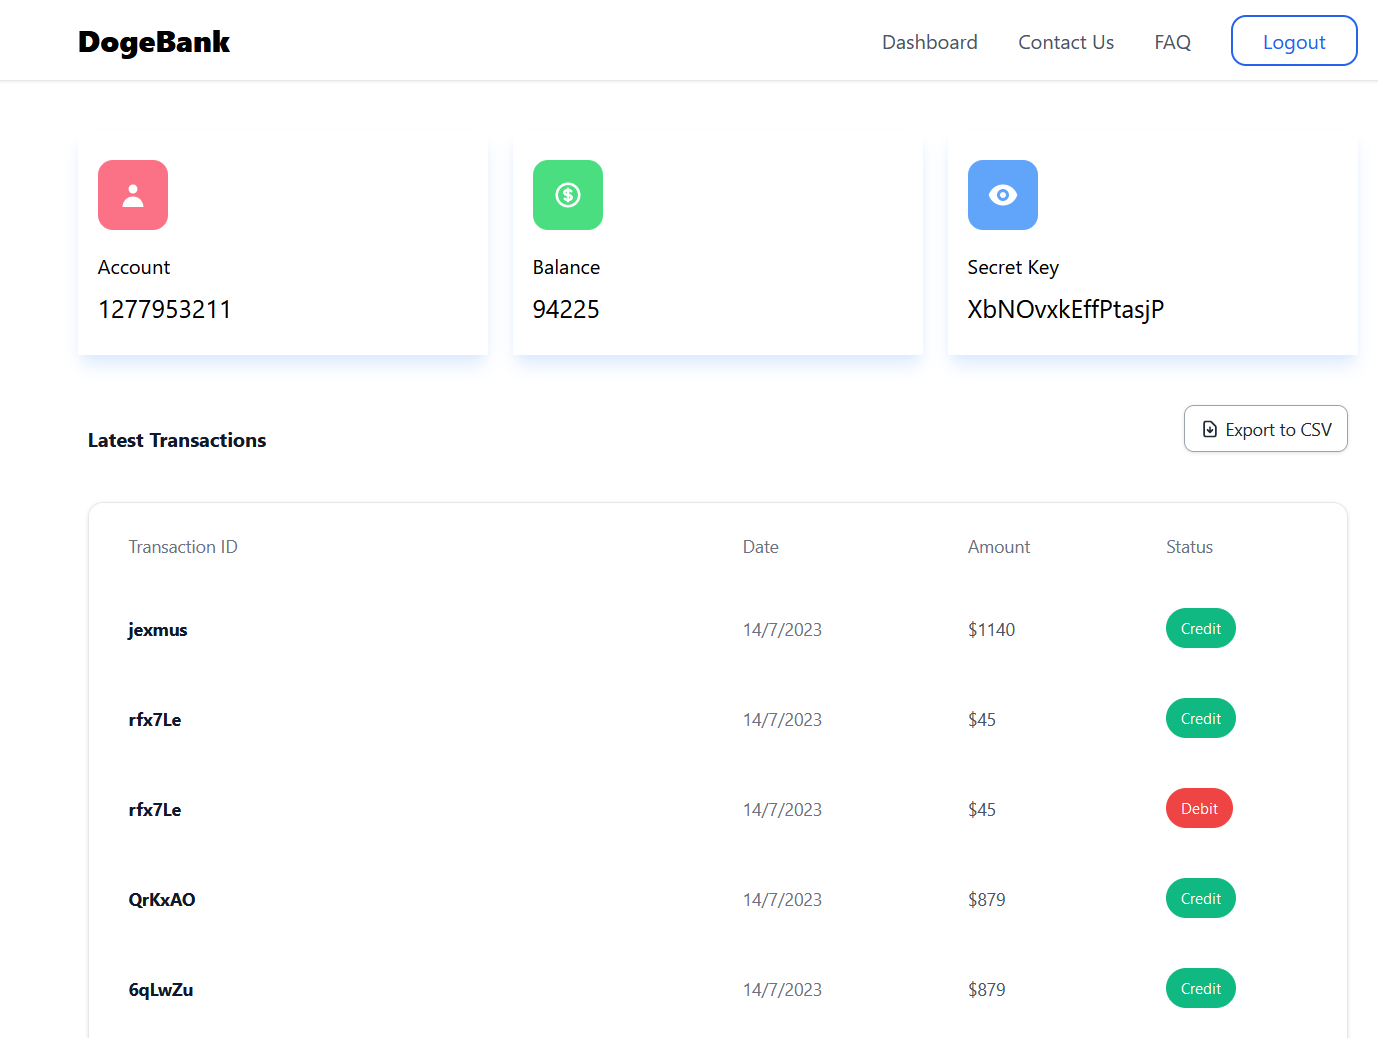 DogeBank
Dashboard
Contact Us
FAQ
Logout
Account
1277953211
Balance
94225
Secret Key
XbNOvxkEffPtasjP
Latest Transactions
Export to CSV
Transaction ID Date Amount Status
jexmus 14/7/2023 $1140 Credit
rfx7Le 14/7/2023 $45 Credit
rfx7Le 14/7/2023 $45 Debit
QrKxAO 14/7/2023 $879 Credit
6qLwZu 14/7/2023 $879 Credit